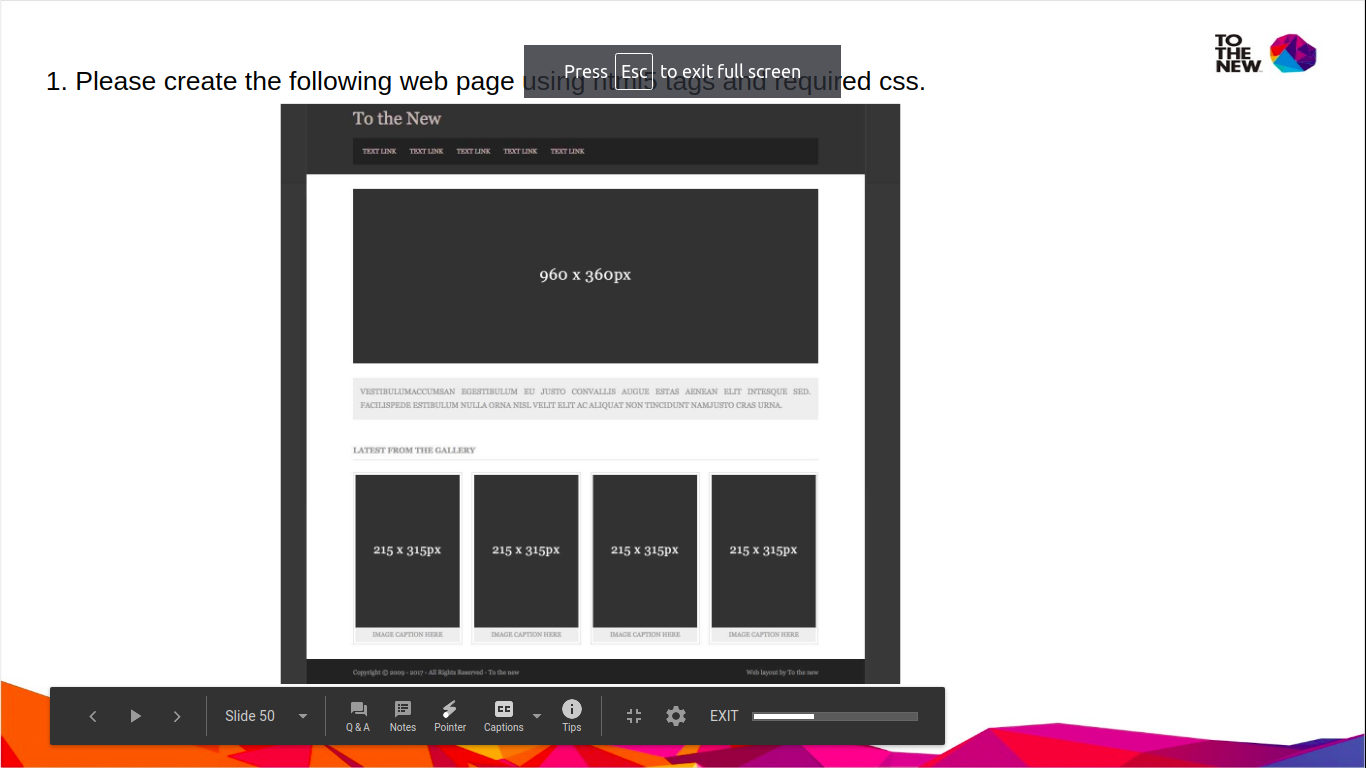 TO
THE
NEW
Press Esc to exit full screen
1. Please create the following web page using html5 tags and required css.
To the New
TEXT LINK TEXT LINK TEXT LINK TEXT LINK TEXT LINK
960 x 360px
VESTIBULUMACCUMSAN EGESTIBULUM EU JUSTO CONVALLIS AUGUE ESTAS AENEAN ELIT INTESQUE SED.
FACILISPEDE ESTIBULUM NULLA ORNA NISL VELIT ELIT AC ALIQUAT NON TINCIDUNT NAMJUSTO CRAS URNA.
LATEST FROM THE GALLERY
215 x 315px 215 x 315px 215 x 315px 215 x 315px
IMAGE CAPTION HERE IMAGE CAPTION HERE IMAGE CAPTION HERE IMAGE CAPTION HERE
Copyright © 2009 - 2017 - All Rights Reserved - To the new Web layout by To the new
Slide 50 Q & A Notes Pointer CC Captions Tips EXIT